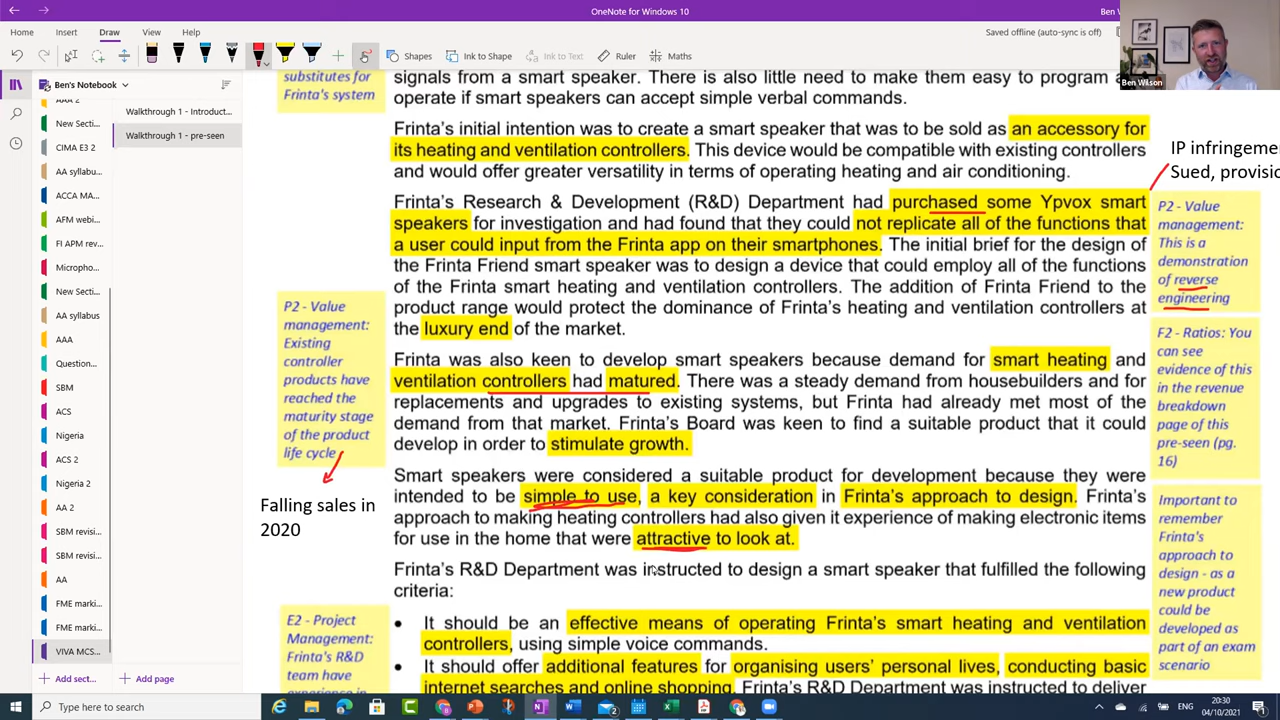 OneNote for Windows 10
Ben W
Home
Insert
Draw
View
Help
Saved offline (auto-sync is off)
Shapes
Ink to Shape
Ink to Text
Ruler
Maths
Ben Wilson
Ben's Notebook
AAA 2
New Secti...
CIMA E3 2
AA syllabu...
ACCA MA...
AFM webi...
FI APM rev...
Micropho...
New Secti...
AA syllabus
AAA
Question...
SBM
ACS
Nigeria
ACS 2
Nigeria 2
AA 2
SBM revisi...
SBM revisi...
AA
FME marki...
FME marki...
VIVA MCS...
Add sect...
Walkthrough 1 - Introduct...
Walkthrough 1 - pre-seen
Add page
substitutes for
Frinta's system
signals from a smart speaker. There is also little need to make them easy to program
operate if smart speakers can accept simple verbal commands.
Frinta's initial intention was to create a smart speaker that was to be sold as an accessory for
its heating and ventilation controllers. This device would be compatible with existing controllers
and would offer greater versatility in terms of operating heating and air conditioning.
Frinta's Research & Development (R&D) Department had purchased some Ypvox smart
speakers for investigation and had found that they could not replicate all of the functions that
a user could input from the Frinta app on their smartphones. The initial brief for the design of
the Frinta Friend smart speaker was to design a device that could employ all of the functions
of the Frinta smart heating and ventilation controllers. The addition of Frinta Friend to the
product range would protect the dominance of Frinta's heating and ventilation controllers at
the luxury end of the market.
Frinta was also keen to develop smart speakers because demand for smart heating and
ventilation controllers had matured. There was a steady demand from housebuilders and for
replacements and upgrades to existing systems, but Frinta had already met most of the
demand from that market. Frinta's Board was keen to find a suitable product that it could
develop in order to stimulate growth.
Smart speakers were considered a suitable product for development because they were
intended to be simple to use, a key consideration in Frinta's approach to design. Frinta's
approach to making heating controllers had also given it experience of making electronic items
for use in the home that were attractive to look at.
Frinta's R&D Department was instructed to design a smart speaker that fulfilled the following
criteria:
• It should be an effective means of operating Frinta's smart heating and ventilation
controllers, using simple voice commands.
• It should offer additional features for organising users' personal lives, conducting basic
internet searches and online shopping. Frinta's R&D Department was instructed to deliver
P2 - Value
management:
Existing
controller
products have
reached the
maturity stage
of the product
life cycle
Falling sales in
2020
E2 - Project
Management:
Frinta's R&D
team have
experience in
IP infringeme
Sued, provisio
P2 - Value
management:
This is a
demonstration
of reverse
engineering
F2 - Ratios: You
can see
evidence of this
in the revenue
breakdown
page of this
pre-seen (pg.
16)
Important to
remember
Frinta's
approach to
design - as a
new product
could be
developed as
part of an exam
scenario
Type here to search
ENG
20:30
04/10/2021